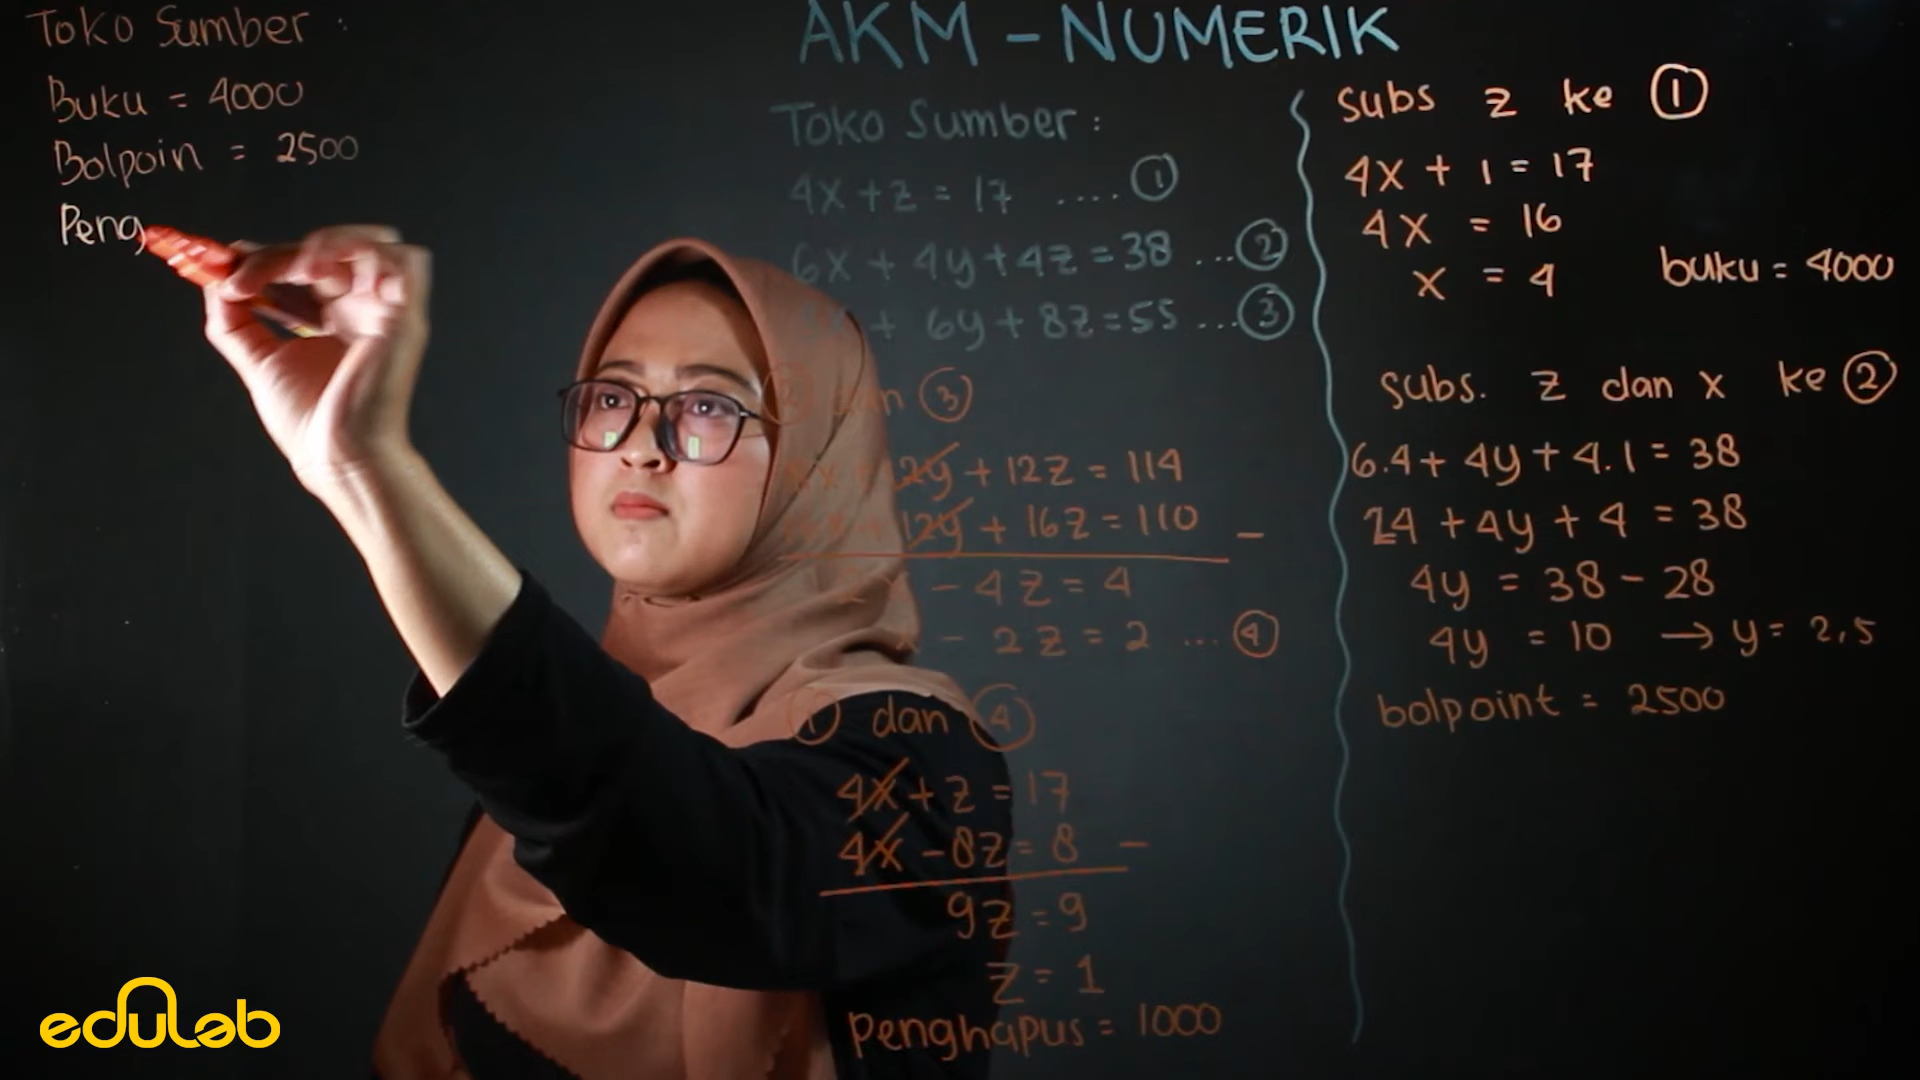 Toko Sumber :
Buku = 4000
Bolpoin = 2500
Peng
AKM - NUMERIK
Toko Sumber :
4x + z = 17 .... ①
6x + 4y + 4z = 38 ... ②
+ 6y + 8z = 55 ... ③
② ③
12y + 12z = 114
12y + 16z = 110 -
- 4z = 4
x - 2z = 2 ... ④
① dan ④
4x + z = 17
4x - 8z = 8 -
9z = 9
z = 1
Penghapus = 1000
subs z ke ①
4x + 1 = 17
4x = 16
x = 4 buku = 4000
subs. z dan x ke ②
6.4 + 4y + 4.1 = 38
24 + 4y + 4 = 38
4y = 38 - 28
4y = 10 → y = 2,5
bolpoint = 2500
edulab